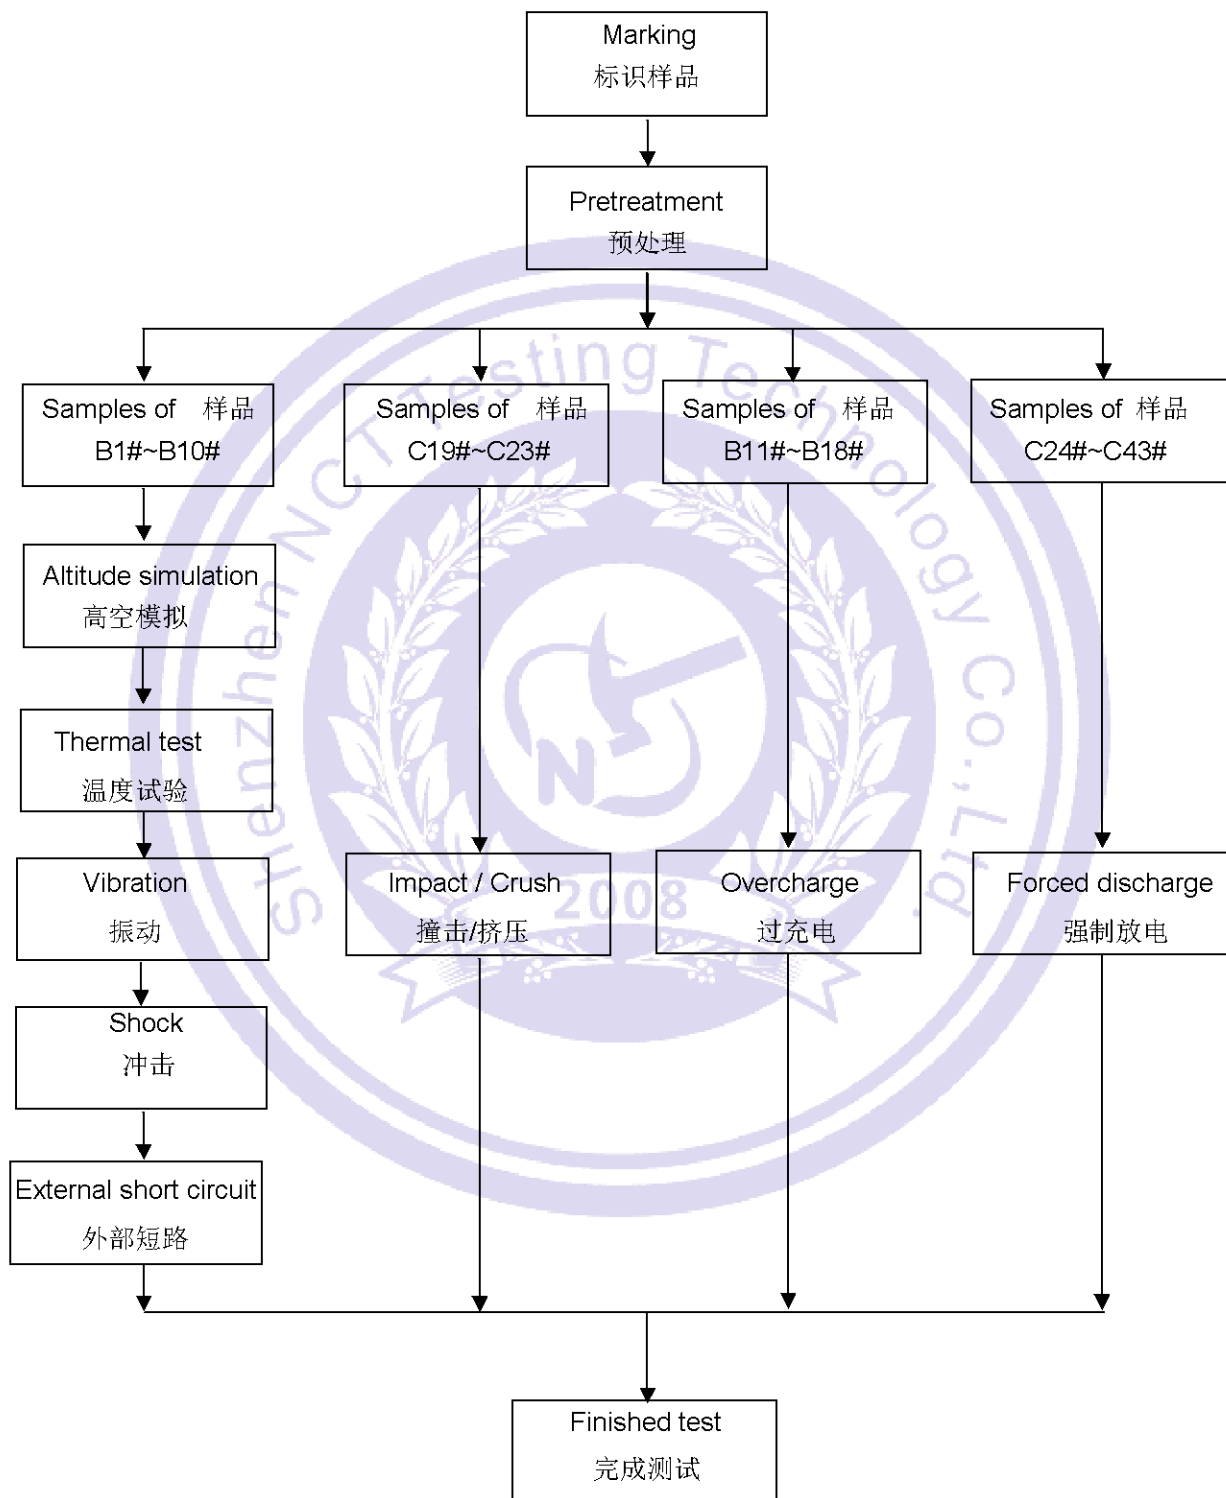 Marking
标识样品
Pretreatment
预处理
Samples of 样品
B1#~B10#
Samples of 样品
C19#~C23#
Samples of 样品
B11#~B18#
Samples of 样品
C24#~C43#
Altitude simulation
高空模拟
Thermal test
温度试验
Vibration
振动
Impact / Crush
撞击/挤压
Overcharge
过充电
Forced discharge
强制放电
Shock
冲击
External short circuit
外部短路
Finished test
完成测试
Shenzhen NCT Testing Technology Co.,Ltd.
N
2008